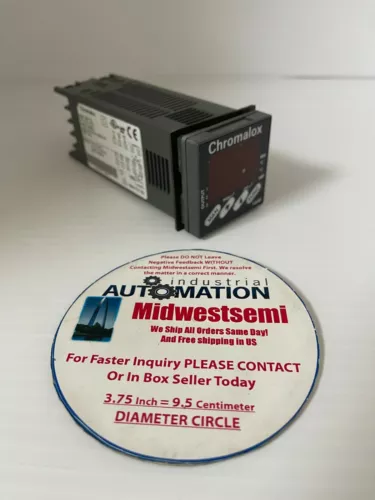 Chromalox
OUTPUT
Please DO NOT Leave
Negative Feedback WITHOUT
Contacting Midwestsemi First, We resolve
the matter in a correct manner.
industrial
AUTOMATION
Midwestsemi
We Ship All Orders Same Day!
And Free shipping in US
For Faster Inquiry PLEASE CONTACT
Or In Box Seller Today
3.75 Inch = 9.5 Centimeter
DIAMETER CIRCLE